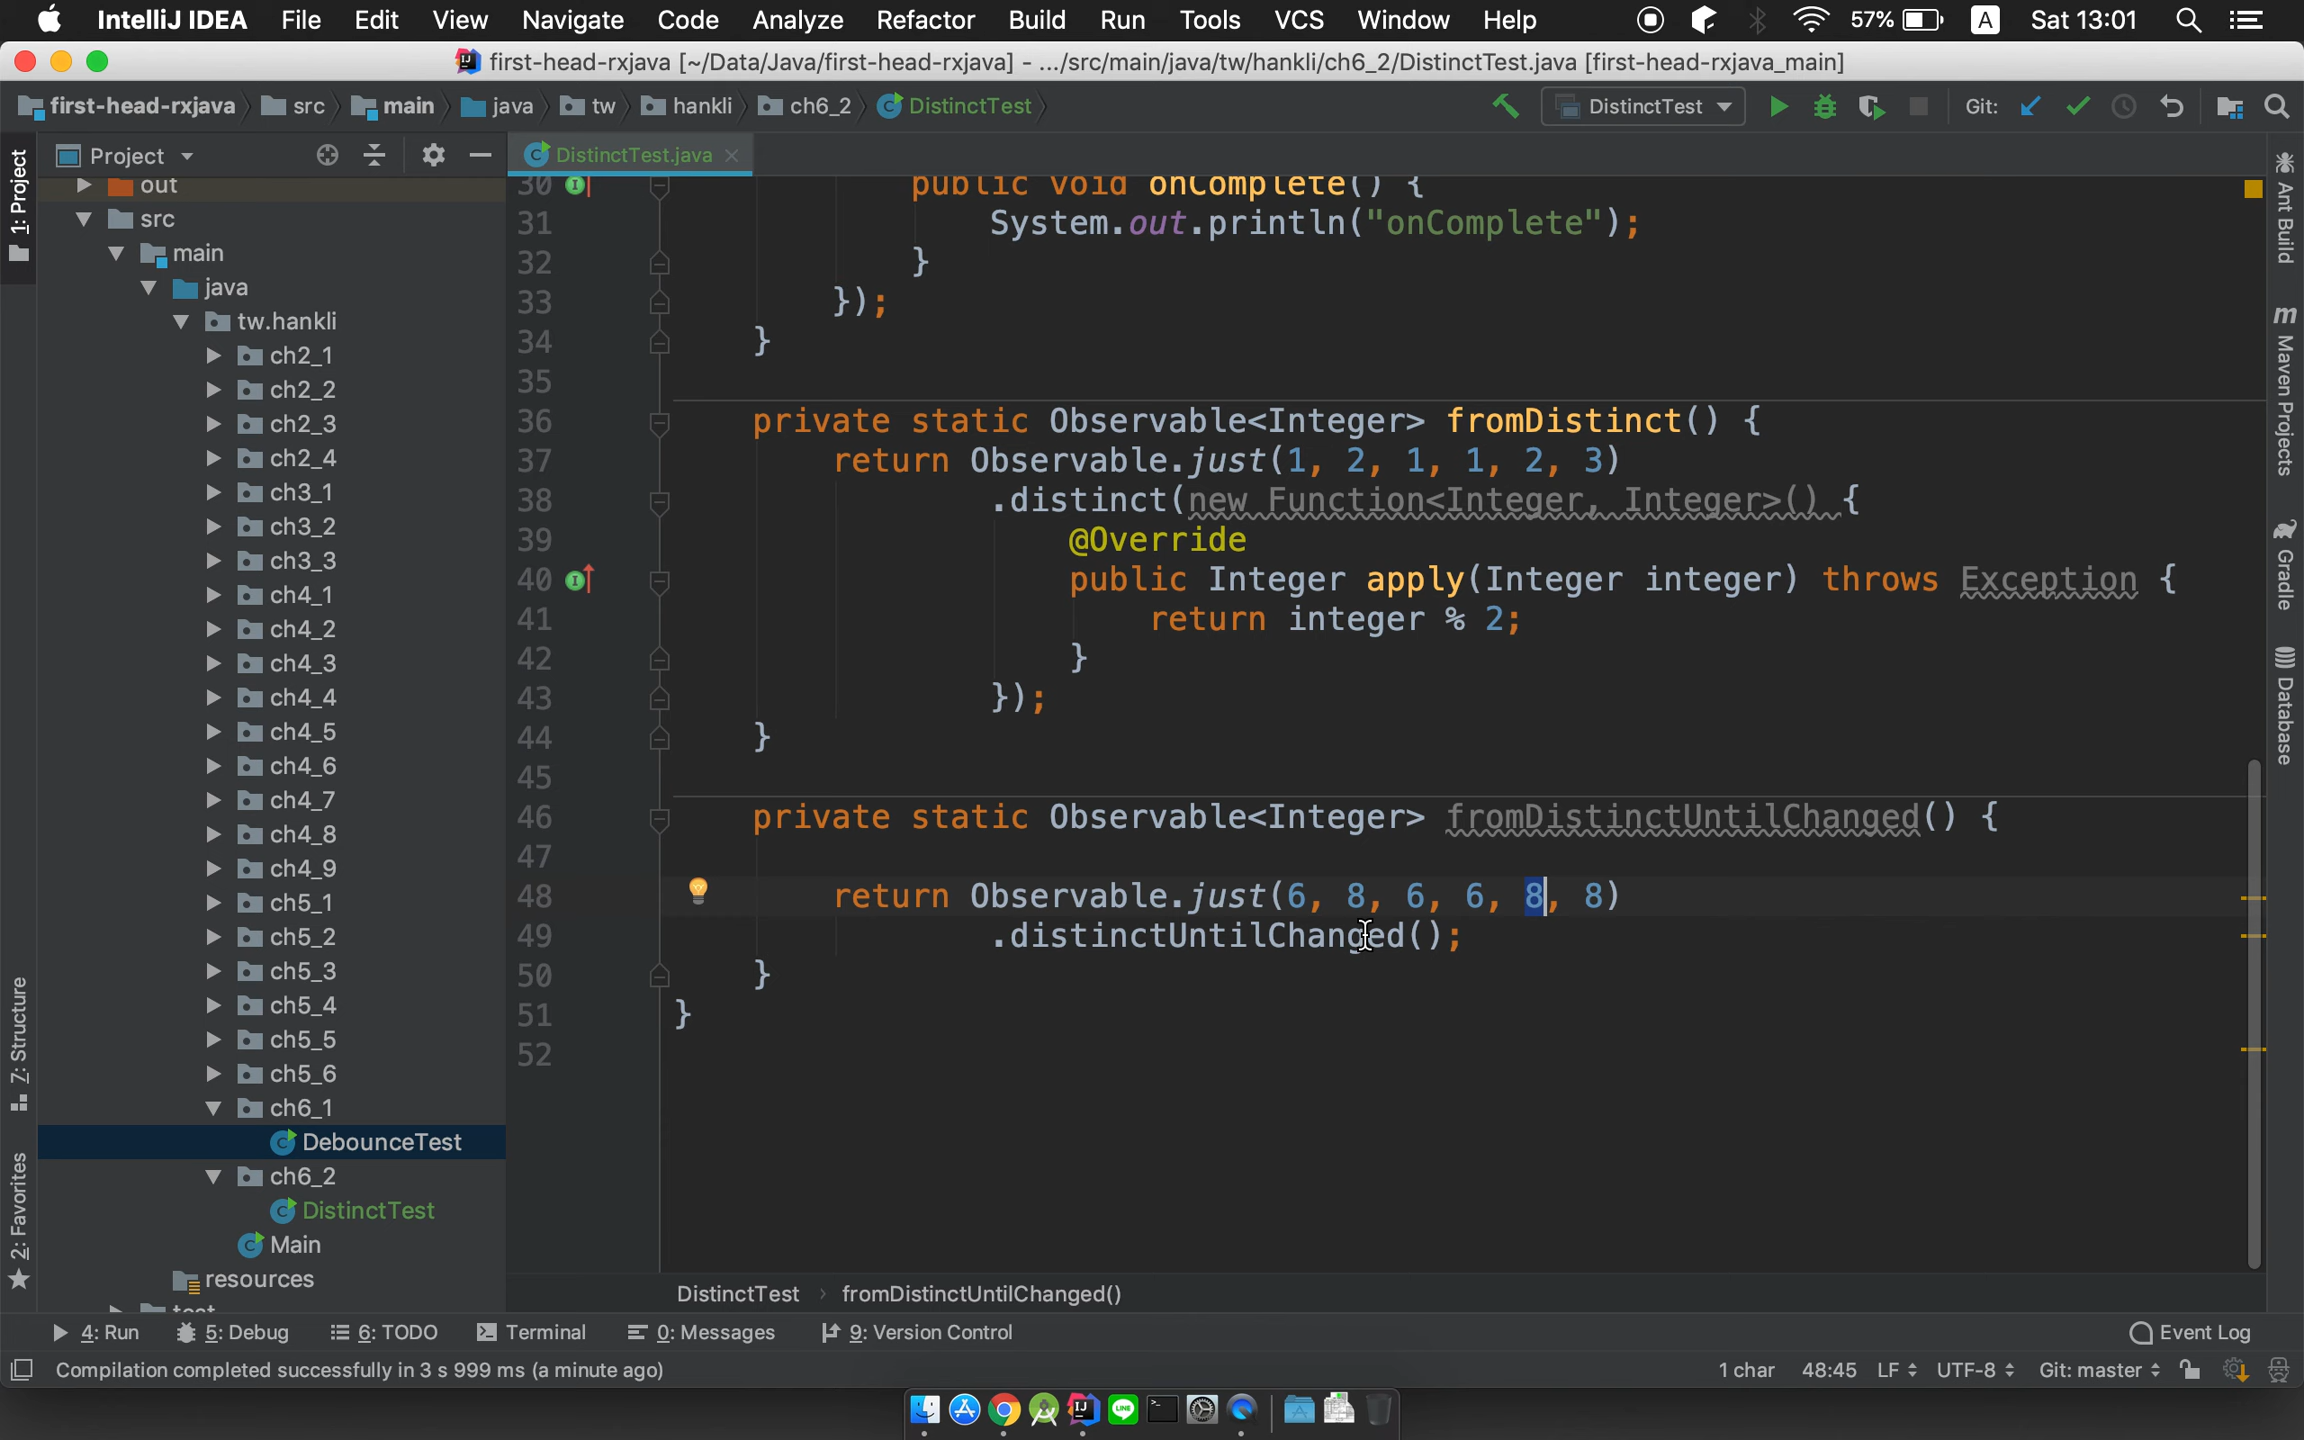 IntelliJ IDEA File Edit View Navigate Code Analyze Refactor Build Run Tools VCS Window Help 57% A Sat 13:01
first-head-rxjava [~/Data/Java/first-head-rxjava] - .../src/main/java/tw/hankli/ch6_2/DistinctTest.java [first-head-rxjava_main]
first-head-rxjava src main java tw hankli ch6_2 DistinctTest DistinctTest Git:
1: Project
Z: Structure
2: Favorites
Project
out
src
main
java
tw.hankli
ch2_1
ch2_2
ch2_3
ch2_4
ch3_1
ch3_2
ch3_3
ch4_1
ch4_2
ch4_3
ch4_4
ch4_5
ch4_6
ch4_7
ch4_8
ch4_9
ch5_1
ch5_2
ch5_3
ch5_4
ch5_5
ch5_6
ch6_1
DebounceTest
ch6_2
DistinctTest
Main
resources
DistinctTest.java
30 public void onComplete() {
31 System.out.println("onComplete");
32 }
33 });
34 }
35
36 private static Observable<Integer> fromDistinct() {
37 return Observable.just(1, 2, 1, 1, 2, 3)
38 .distinct(new Function<Integer, Integer>() {
39 @Override
40 public Integer apply(Integer integer) throws Exception {
41 return integer % 2;
42 }
43 });
44 }
45
46 private static Observable<Integer> fromDistinctUntilChanged() {
47
48 return Observable.just(6, 8, 6, 6, 8, 8)
49 .distinctUntilChanged();
50 }
51 }
52
DistinctTest › fromDistinctUntilChanged()
Ant Build
Maven Projects
Gradle
Database
4: Run 5: Debug 6: TODO Terminal 0: Messages 9: Version Control Event Log
Compilation completed successfully in 3 s 999 ms (a minute ago) 1 char 48:45 LF UTF-8 Git: master